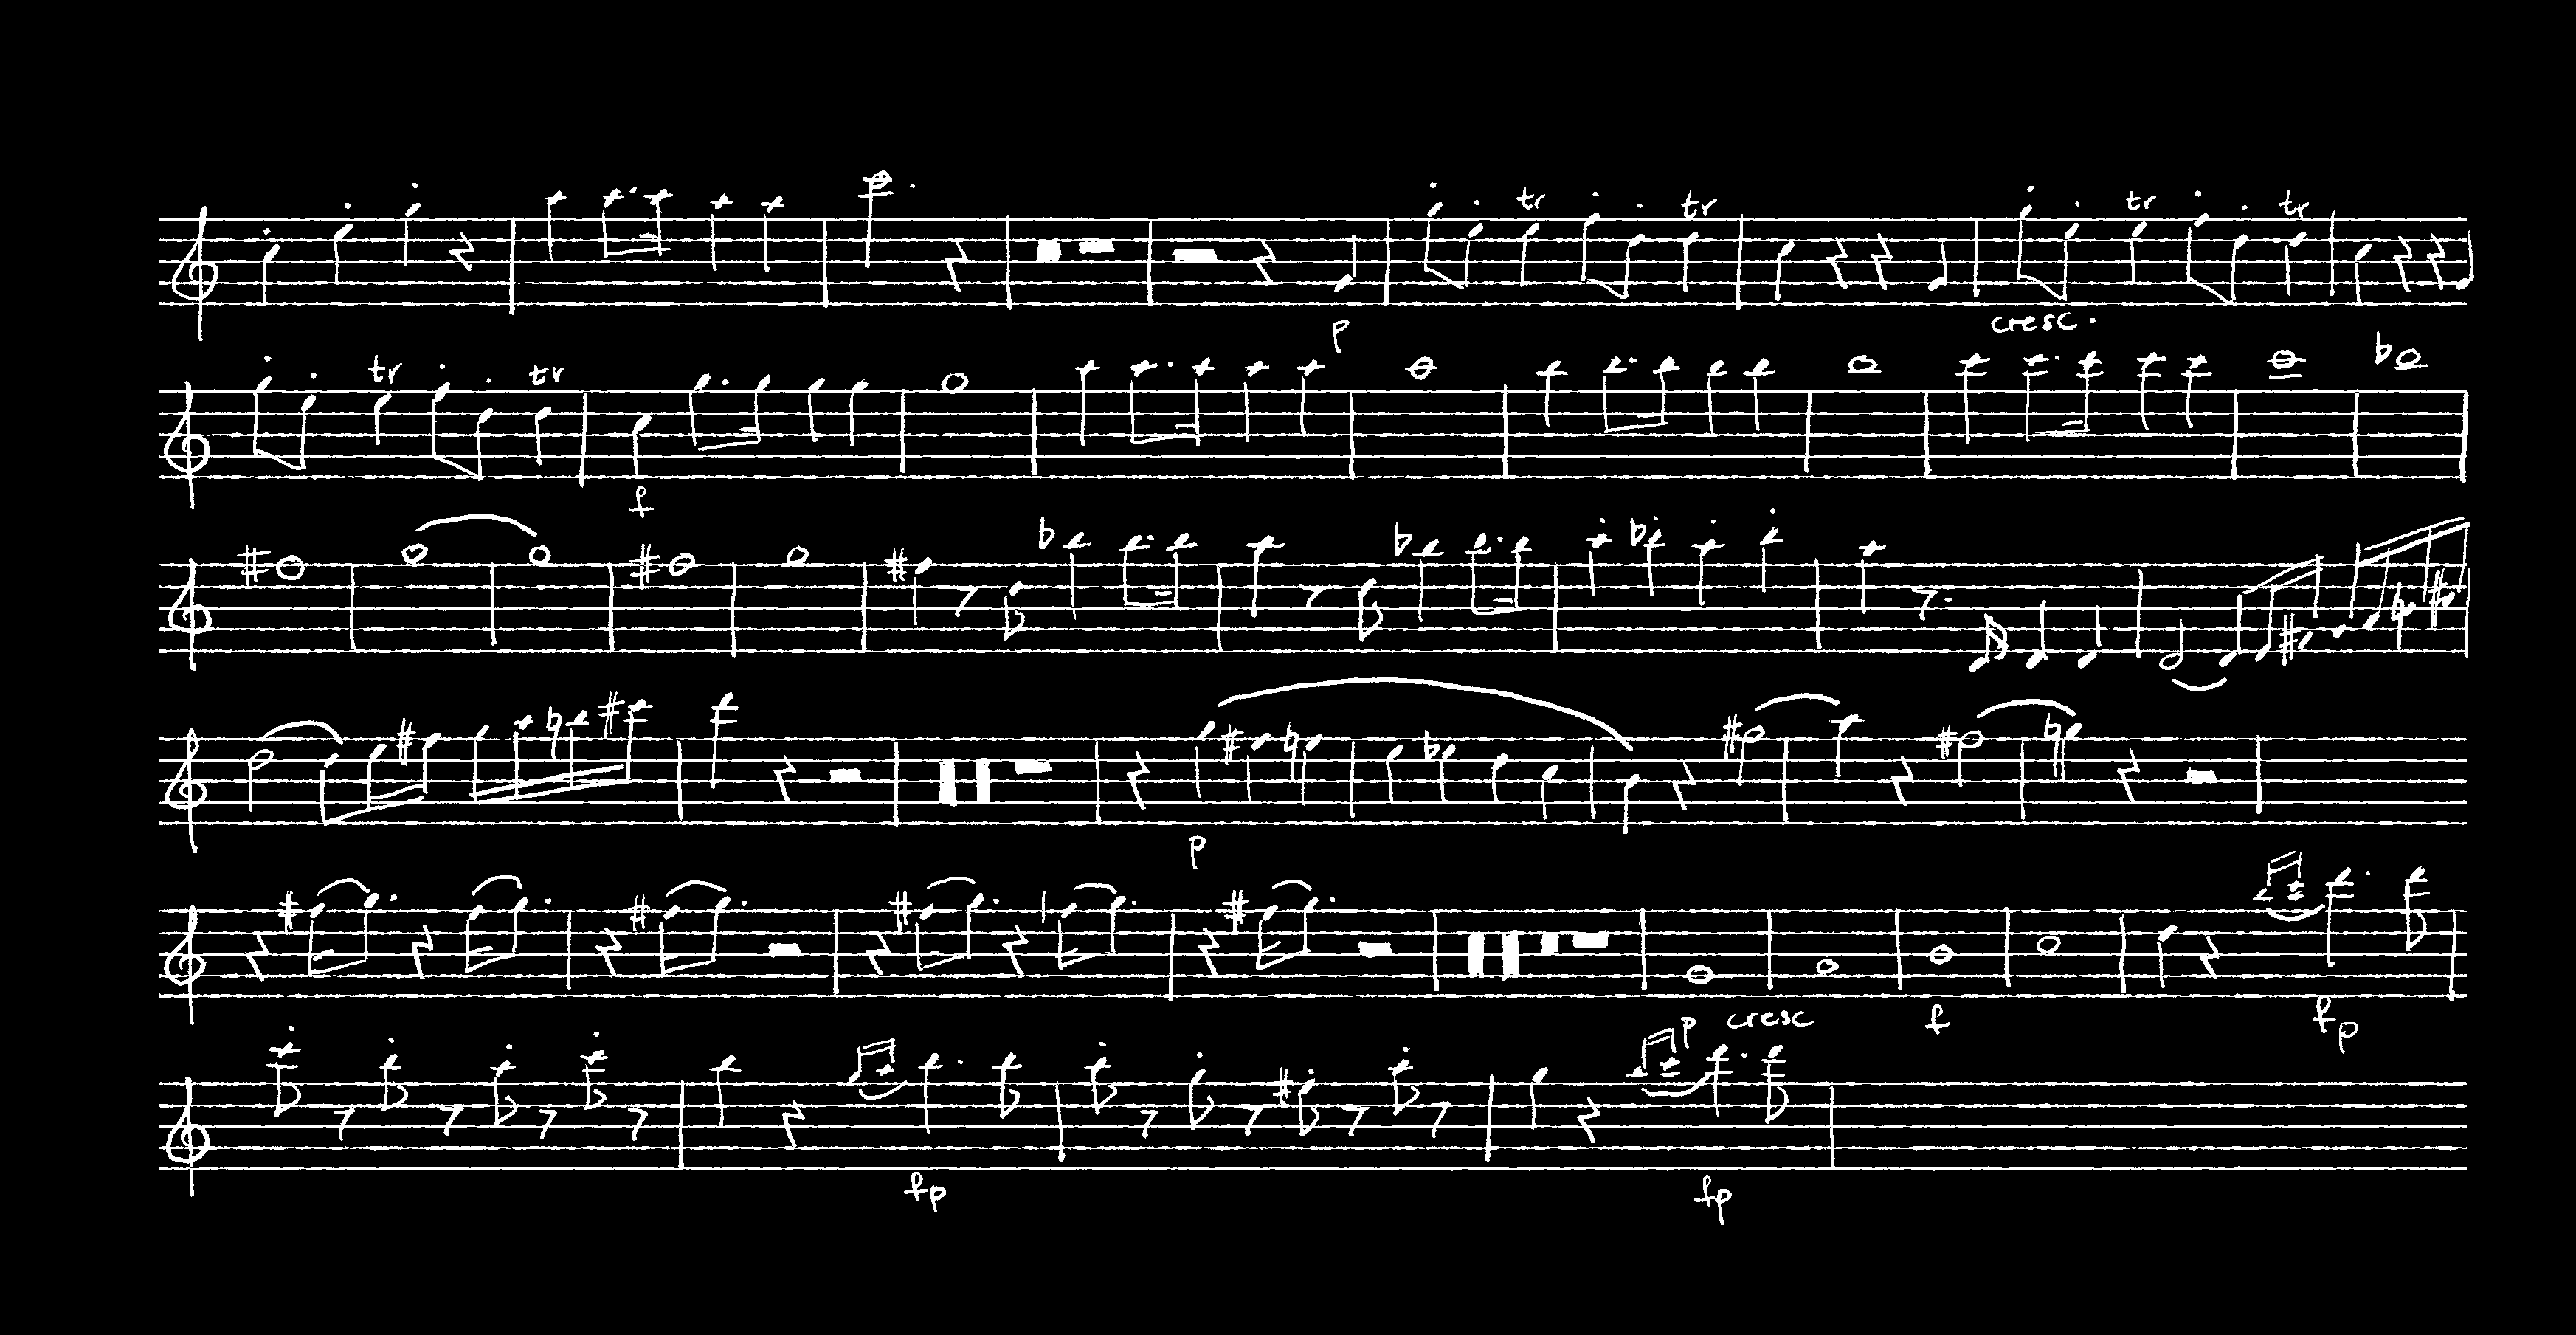 tr tr tr tr
p cresc.
tr tr
f
p
p cresc f fp
fp fp